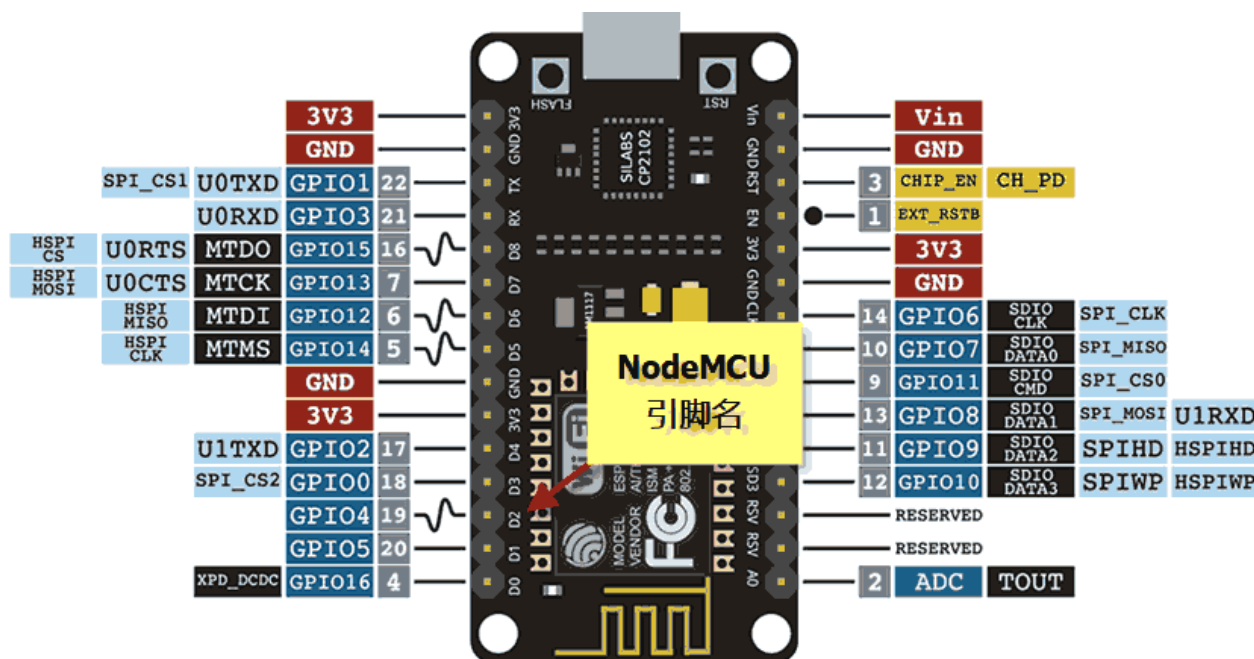 FLASH
RST
3V3
3V3
Vin
Vin
GND
GND
GND
GND
SPI_CS1 U0TXD GPIO1 22
TX
RST
3 CHIP_EN CH_PD
U0RXD GPIO3 21
RX
EN
1 EXT_RSTB
SILABS
CP2102
HSPI
CS
U0RTS MTDO GPIO15 16
D8
3V3
3V3
HSPI
MOSI
U0CTS MTCK GPIO13 7
D7
GND
GND
HSPI
MISO
MTDI GPIO12 6
D6
CLK
14 GPIO6 SDIO
CLK
SPI_CLK
HSPI
CLK
MTMS GPIO14 5
D5
10 GPIO7 SDIO
DATA0
SPI_MISO
GND
GND
9 GPIO11 SDIO
CMD
SPI_CS0
3V3
3V3
13 GPIO8 SDIO
DATA1
SPI_MOSI U1RXD
NodeMCU
引脚名
U1TXD GPIO2 17
D4
11 GPIO9 SDIO
DATA2
SPIHD HSPIHD
SPI_CS2 GPIO0 18
D3
SD3
12 GPIO10 SDIO
DATA3
SPIWP HSPIWP
GPIO4 19
D2
RSV
RESERVED
GPIO5 20
D1
RSV
RESERVED
XPD_DCDC GPIO16 4
D0
A0
2 ADC TOUT
MODEL
VENDOR